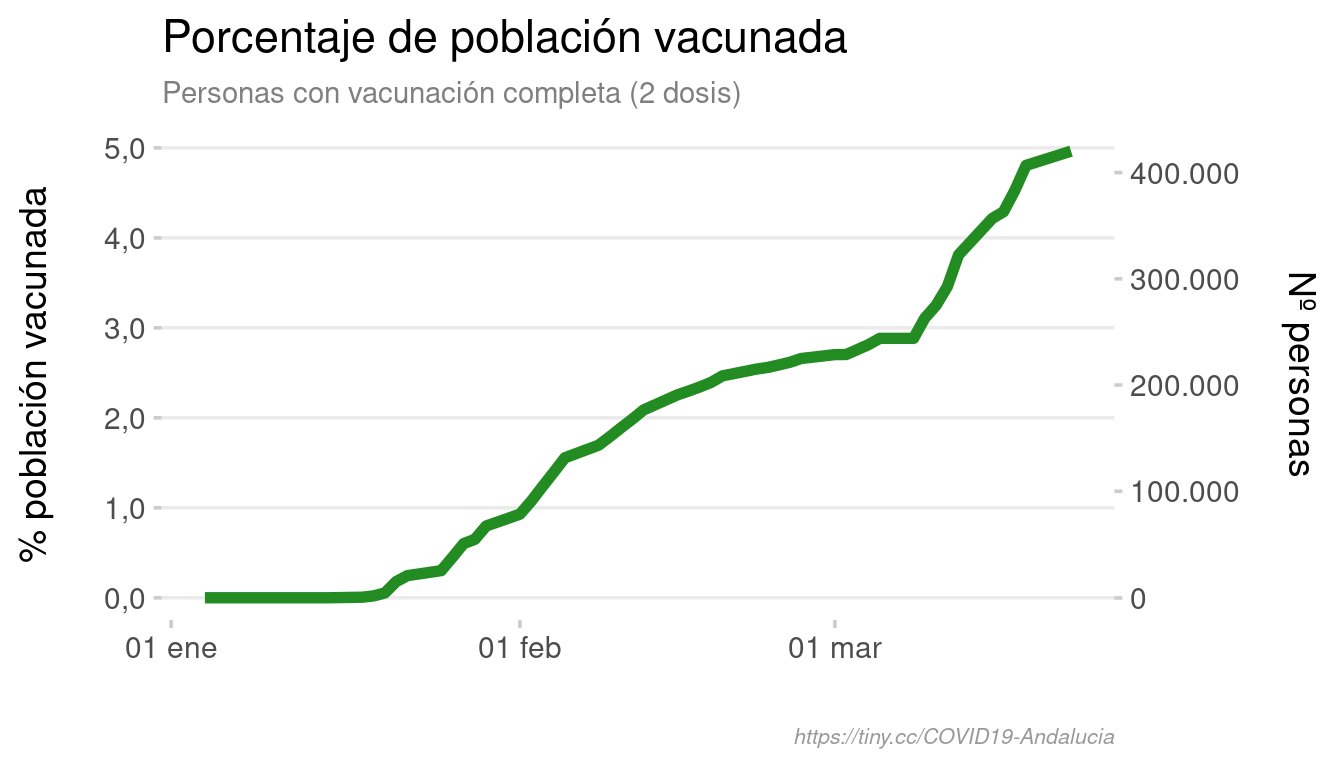 Porcentaje de población vacunada
Personas con vacunación completa (2 dosis)
% población vacunada
5,0
4,0
3,0
2,0
1,0
0,0
400.000
300.000
200.000
100.000
0
Nº personas
01 ene
01 feb
01 mar
https://tiny.cc/COVID19-Andalucia